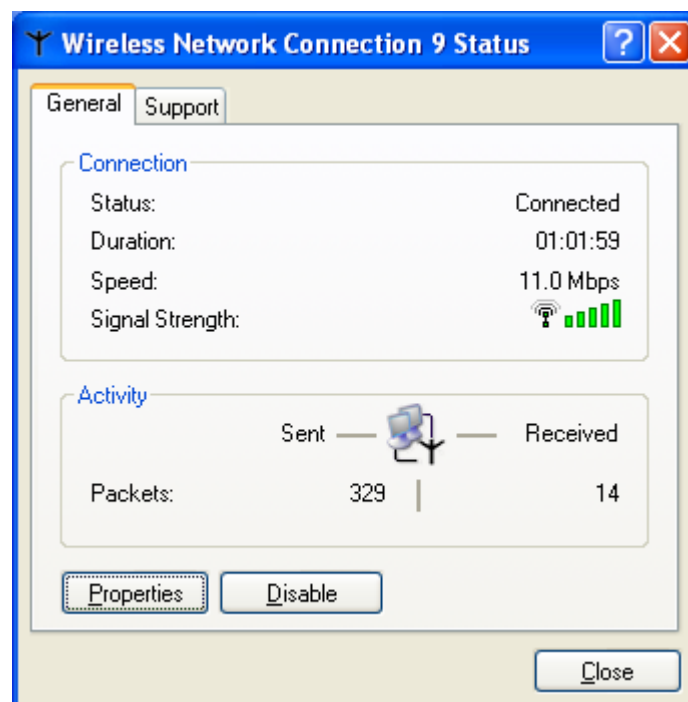 Wireless Network Connection 9 Status
General Support
Connection
Status: Connected
Duration: 01:01:59
Speed: 11.0 Mbps
Signal Strength:
Activity
Sent Received
Packets: 329 14
Properties Disable
Close